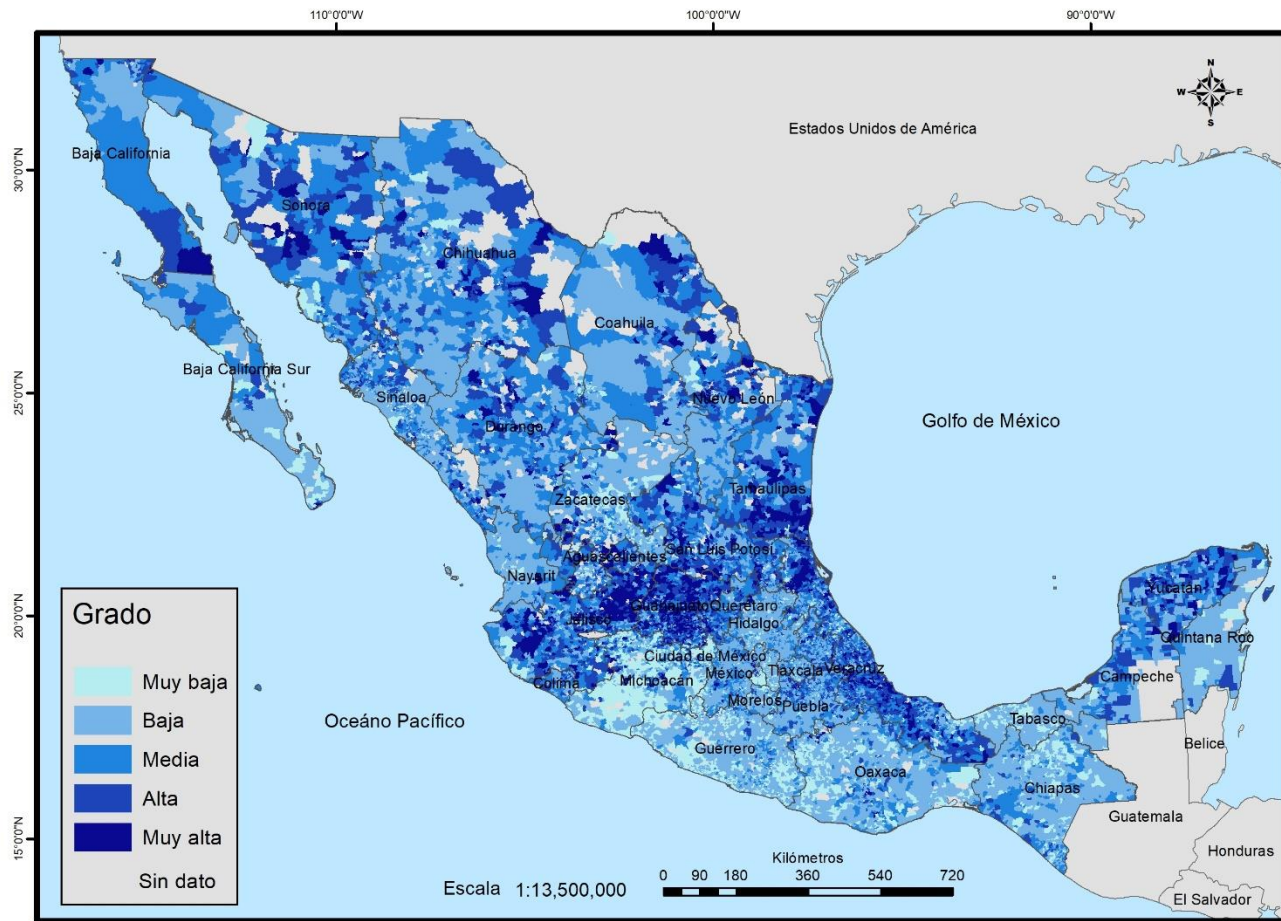 110°0'0"W
100°0'0"W
90°0'0"W
30°0'0"N
25°0'0"N
20°0'0"N
15°0'0"N
N
W
E
S
Estados Unidos de América
Baja California
Sonora
Chihuahua
Coahuila
Baja California Sur
Sinaloa
Nuevo León
Durango
Golfo de México
Tamaulipas
Zacatecas
San Luis Potosí
Aguascalientes
Nayarit
Guanajuato
Querétaro
Jalisco
Hidalgo
Yucatán
Quintana Roo
Ciudad de México
México
Tlaxcala
Veracruz
Campeche
Colima
Michoacán
Morelos
Puebla
Tabasco
Belice
Guerrero
Oaxaca
Chiapas
Guatemala
Honduras
El Salvador
Oceáno Pacífico
Grado
Muy baja
Baja
Media
Alta
Muy alta
Sin dato
Escala 1:13,500,000
Kilómetros
0 90 180 360 540 720